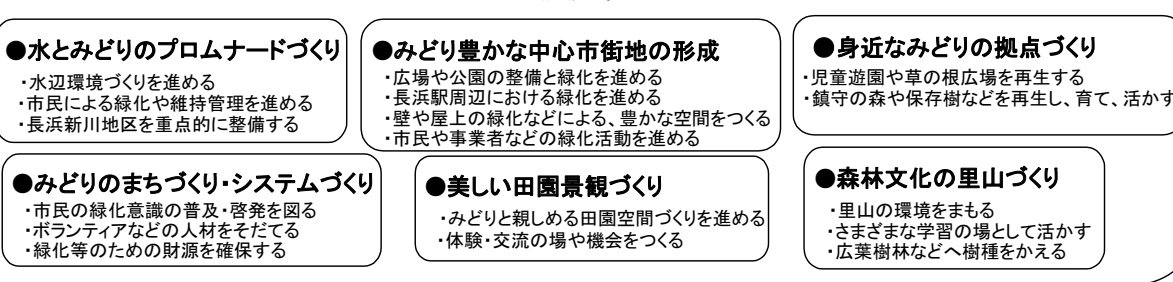 ●水とみどりのプロムナードづくり
・水辺環境づくりを進める
・市民による緑化や維持管理を進める
・長浜新川地区を重点的に整備する
●みどり豊かな中心市街地の形成
・広場や公園の整備と緑化を進める
・長浜駅周辺における緑化を進める
・壁や屋上の緑化などによる、豊かな空間をつくる
・市民や事業者などの緑化活動を進める
●身近なみどりの拠点づくり
・児童遊園や草の根広場を再生する
・鎮守の森や保存樹などを再生し、育て、活かす
●みどりのまちづくり・システムづくり
・市民の緑化意識の普及・啓発を図る
・ボランティアなどの人材をそだてる
・緑化等のための財源を確保する
●美しい田園景観づくり
・みどりと親しめる田園空間づくりを進める
・体験・交流の場や機会をつくる
●森林文化の里山づくり
・里山の環境をまもる
・さまざまな学習の場として活かす
・広葉樹林などへ樹種をかえる